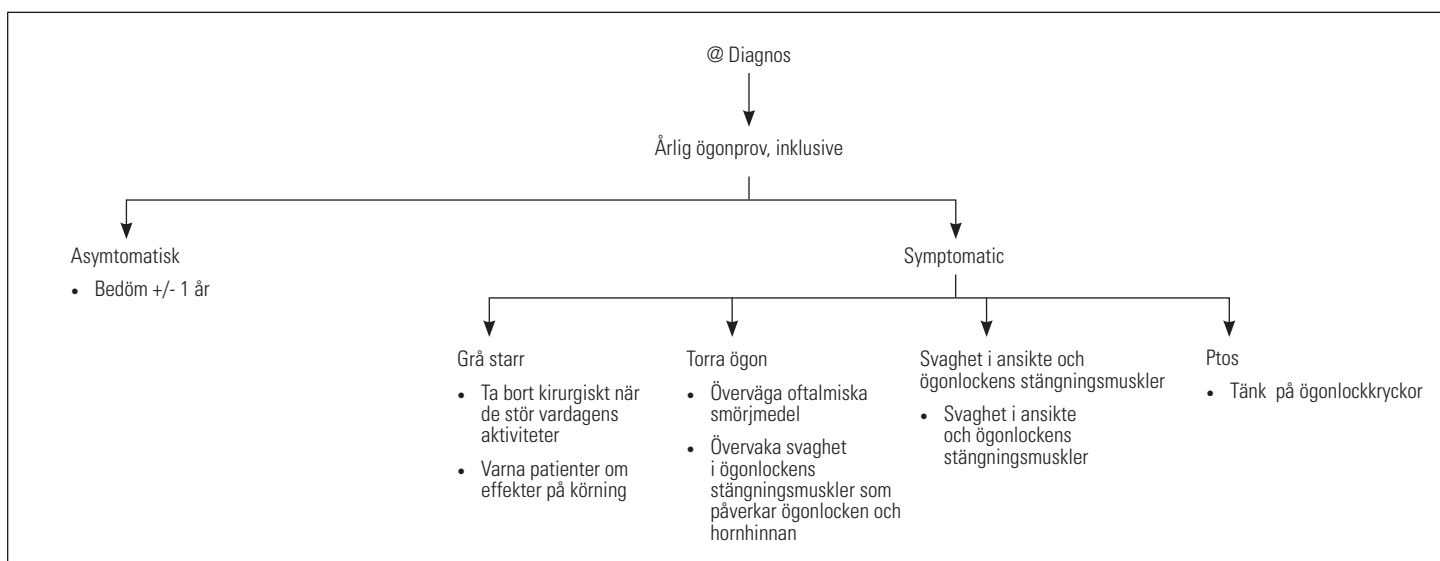 @ Diagnos
Årlig ögonprov, inklusive
Asymtomatisk
• Bedöm +/- 1 år
Symptomatic
Grå starr
• Ta bort kirurgiskt när
de stör vardagens
aktiviteter
• Varna patienter om
effekter på körning
Torra ögon
• Överväga oftalmiska
smörjmedel
• Övervaka svaghet
i ögonlockens
stängningsmuskler som
påverkar ögonlocken och
hornhinnan
Svaghet i ansikte och
ögonlockens stängningsmuskler
• Svaghet i ansikte
och ögonlockens
stängningsmuskler
Ptos
• Tänk på ögonlockkryckor